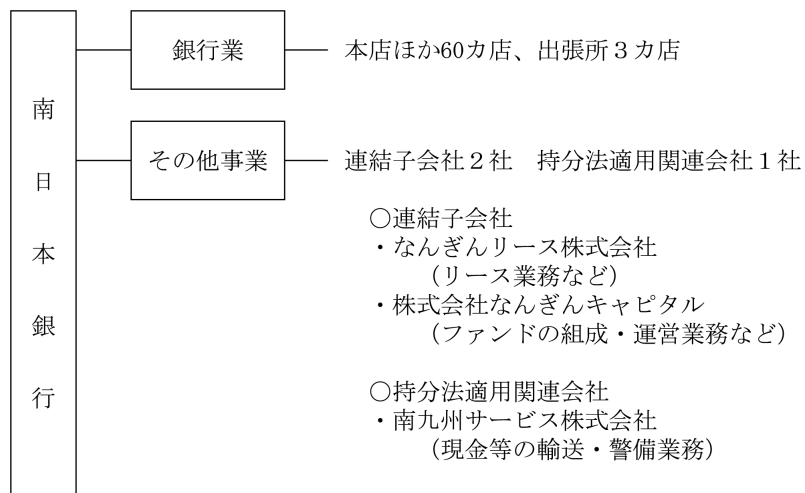 南日本銀行
銀行業
本店ほか60カ店、出張所３カ店
その他事業
連結子会社２社　持分法適用関連会社１社
○連結子会社
・なんぎんリース株式会社
（リース業務など）
・株式会社なんぎんキャピタル
（ファンドの組成・運営業務など）
○持分法適用関連会社
・南九州サービス株式会社
（現金等の輸送・警備業務）